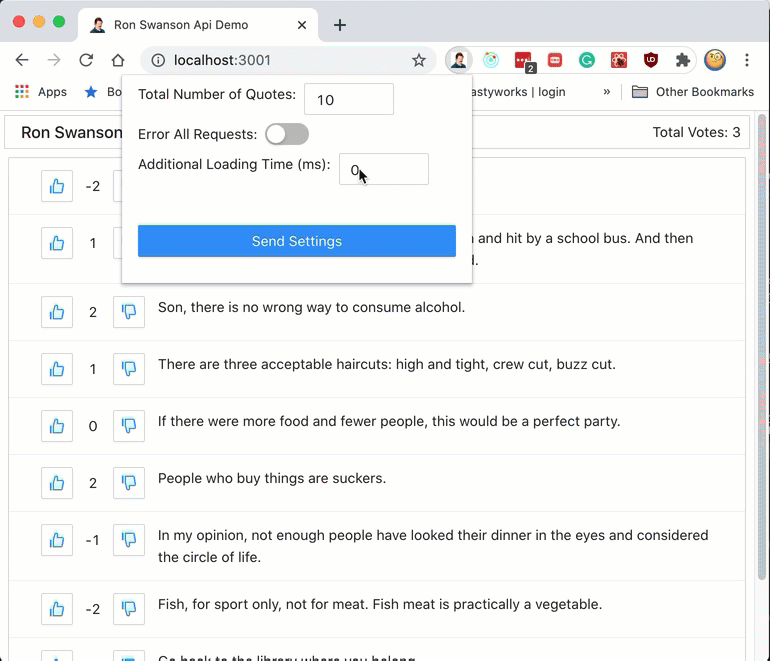 Ron Swanson Api Demo
localhost:3001
2
Apps
Bo
astyworks | login
»
Other Bookmarks
Total Number of Quotes:
10
Error All Requests:
Additional Loading Time (ms):
0
Send Settings
Ron Swanson
Total Votes: 3
-2
1
and hit by a school bus. And then
2
Son, there is no wrong way to consume alcohol.
1
There are three acceptable haircuts: high and tight, crew cut, buzz cut.
0
If there were more food and fewer people, this would be a perfect party.
2
People who buy things are suckers.
-1
In my opinion, not enough people have looked their dinner in the eyes and considered
the circle of life.
-2
Fish, for sport only, not for meat. Fish meat is practically a vegetable.
Go back to the library where you belong.